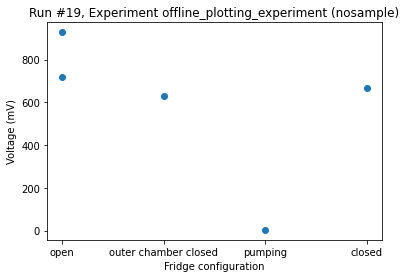 Run #19, Experiment offline_plotting_experiment (nosample)
Voltage (mV)
800
600
400
200
0
open
outer chamber closed
pumping
closed
Fridge configuration